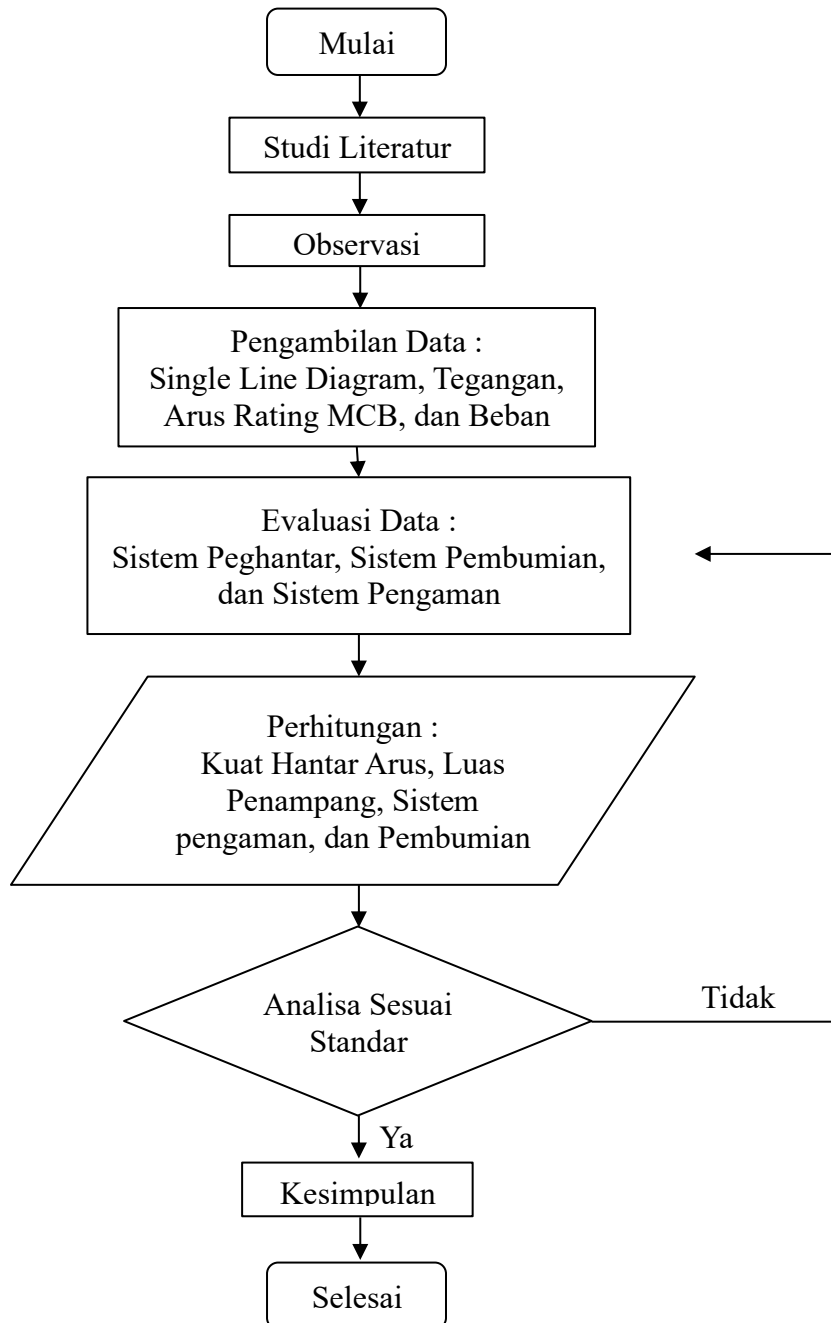 Mulai
Studi Literatur
Observasi
Pengambilan Data :
Single Line Diagram, Tegangan,
Arus Rating MCB, dan Beban
Evaluasi Data :
Sistem Peghantar, Sistem Pembumian,
dan Sistem Pengaman
Perhitungan :
Kuat Hantar Arus, Luas
Penampang, Sistem
pengaman, dan Pembumian
Analisa Sesuai
Standar
Tidak
Ya
Kesimpulan
Selesai